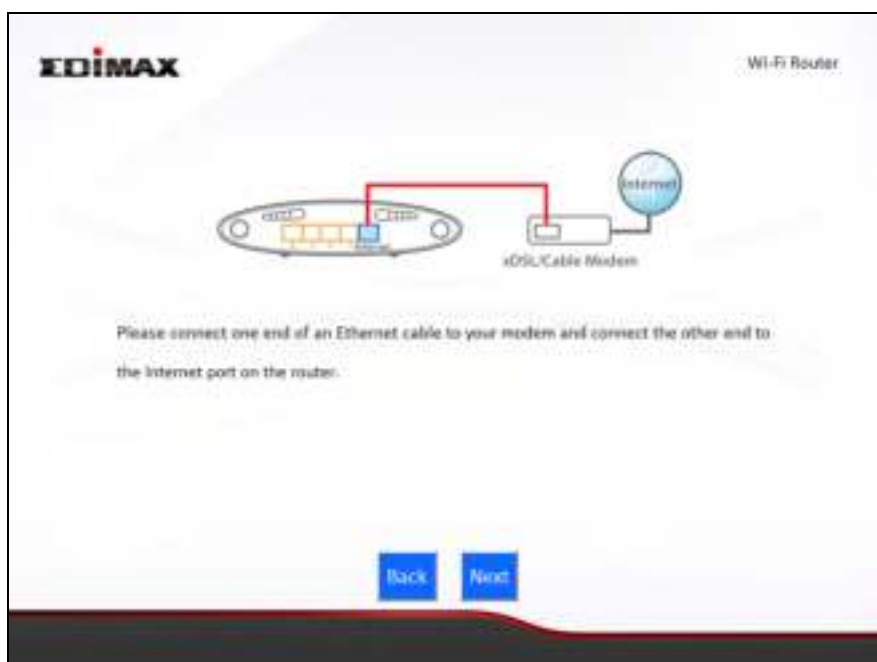 EDIMAX
Wi-Fi Router
Internet
xDSL/Cable Modem
Please connect one end of an Ethernet cable to your modem and connect the other end to
the Internet port on the router.
Back
Next